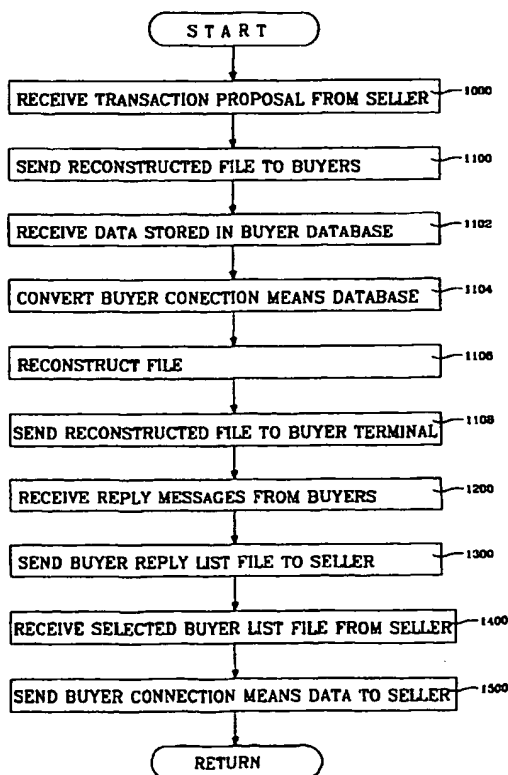 START
RECEIVE TRANSACTION PROPOSAL FROM SELLER
1000
SEND RECONSTRUCTED FILE TO BUYERS
1100
RECEIVE DATA STORED IN BUYER DATABASE
1102
CONVERT BUYER CONECTION MEANS DATABASE
1104
RECONSTRUCT FILE
1106
SEND RECONSTRUCTED FILE TO BUYER TERMINAL
1108
RECEIVE REPLY MESSAGES FROM BUYERS
1200
SEND BUYER REPLY LIST FILE TO SELLER
1300
RECEIVE SELECTED BUYER LIST FILE FROM SELLER
1400
SEND BUYER CONNECTION MEANS DATA TO SELLER
1500
RETURN